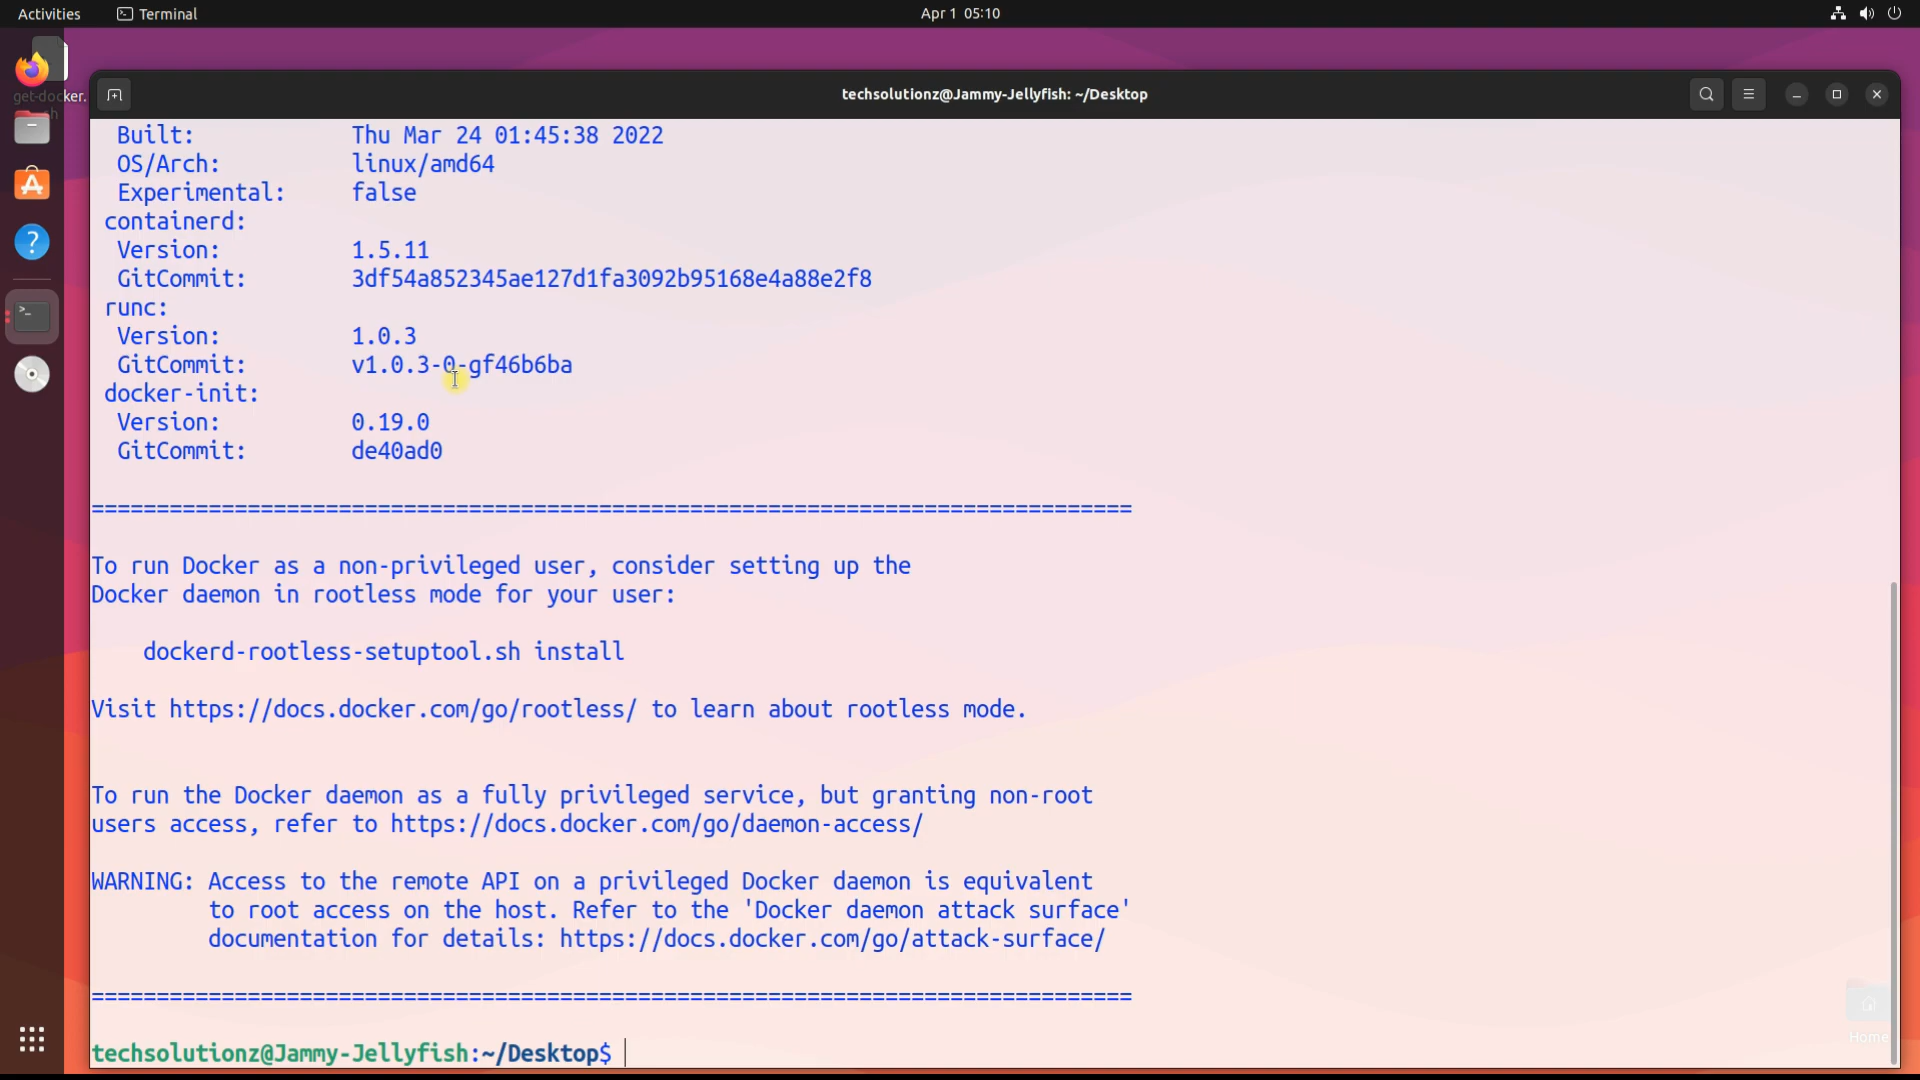 Activities
Terminal
Apr 1 05:10
get-docker.
sh
techsolutionz@Jammy-Jellyfish: ~/Desktop
Built: Thu Mar 24 01:45:38 2022
OS/Arch: linux/amd64
Experimental: false
containerd:
Version: 1.5.11
GitCommit: 3df54a852345ae127d1fa3092b95168e4a88e2f8
runc:
Version: 1.0.3
GitCommit: v1.0.3-0-gf46b6ba
docker-init:
Version: 0.19.0
GitCommit: de40ad0
================================================================================
To run Docker as a non-privileged user, consider setting up the
Docker daemon in rootless mode for your user:
dockerd-rootless-setuptool.sh install
Visit https://docs.docker.com/go/rootless/ to learn about rootless mode.
To run the Docker daemon as a fully privileged service, but granting non-root
users access, refer to https://docs.docker.com/go/daemon-access/
WARNING: Access to the remote API on a privileged Docker daemon is equivalent
to root access on the host. Refer to the 'Docker daemon attack surface'
documentation for details: https://docs.docker.com/go/attack-surface/
================================================================================
techsolutionz@Jammy-Jellyfish:~/Desktop$
Home